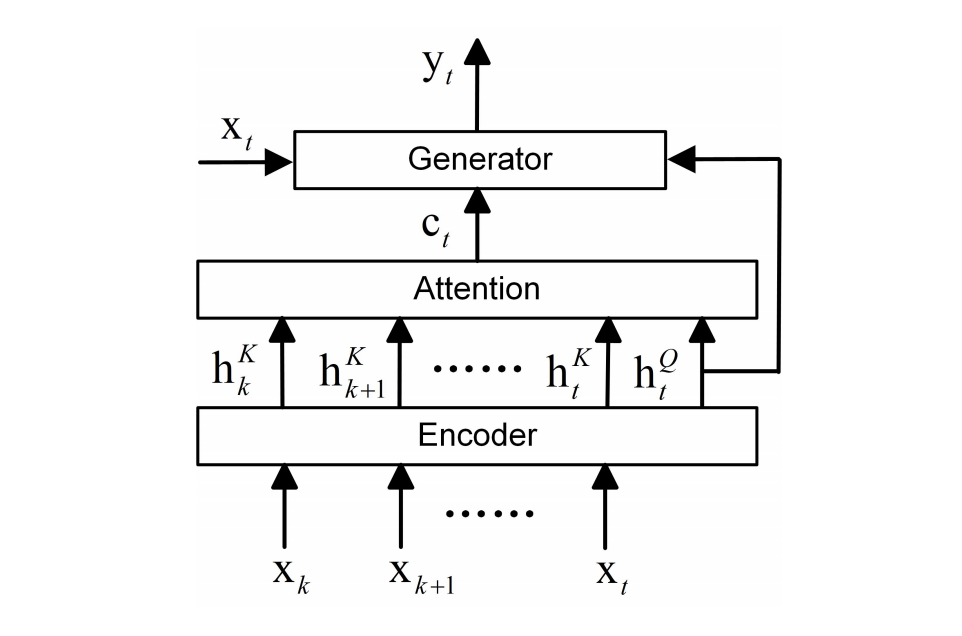 y_t
x_t
Generator
c_t
Attention
h_k^K h_{k+1}^K ...... h_t^K h_t^Q
Encoder
......
x_k x_{k+1} x_t